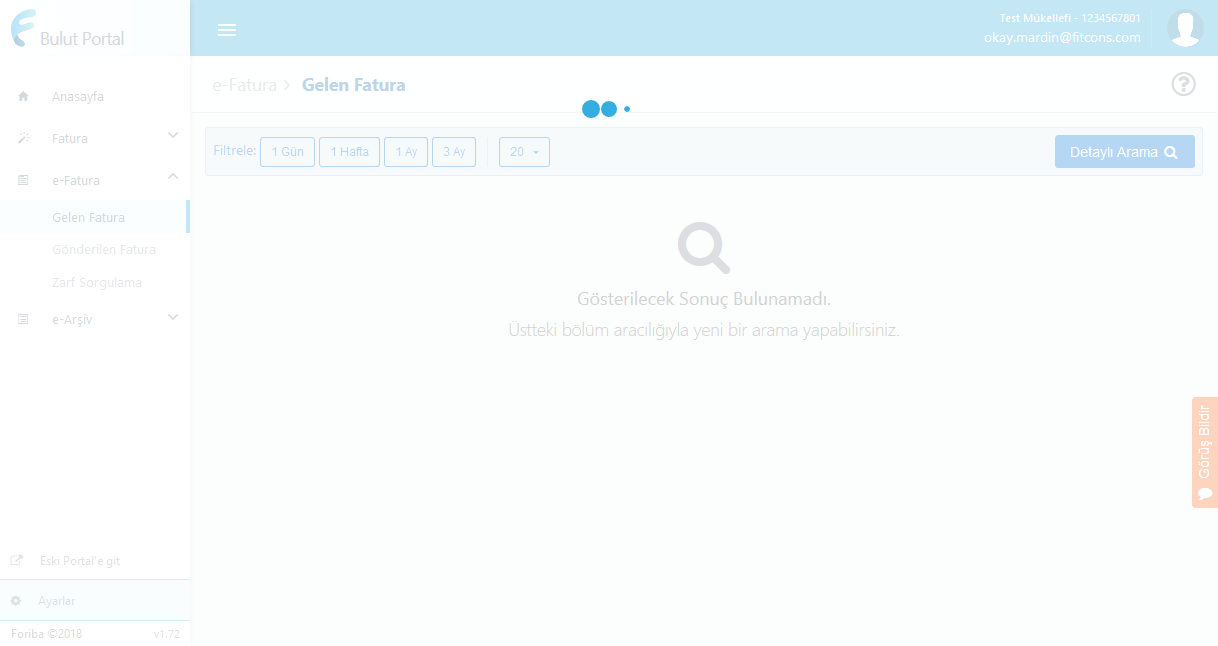 Bulut Portal
Test Mükellefi - 1234567801
okay.mardin@fitcons.com
Anasayfa
Fatura
e-Fatura
Gelen Fatura
Gönderilen Fatura
Zarf Sorgulama
e-Arşiv
Eski Portal'e git
Ayarlar
Foriba ©2018 v1.72
e-Fatura > Gelen Fatura
Filtrele: 1 Gün 1 Hafta 1 Ay 3 Ay 20 Detaylı Arama
Gösterilecek Sonuç Bulunamadı.
Üstteki bölüm aracılığıyla yeni bir arama yapabilirsiniz.
Görüş Bildir